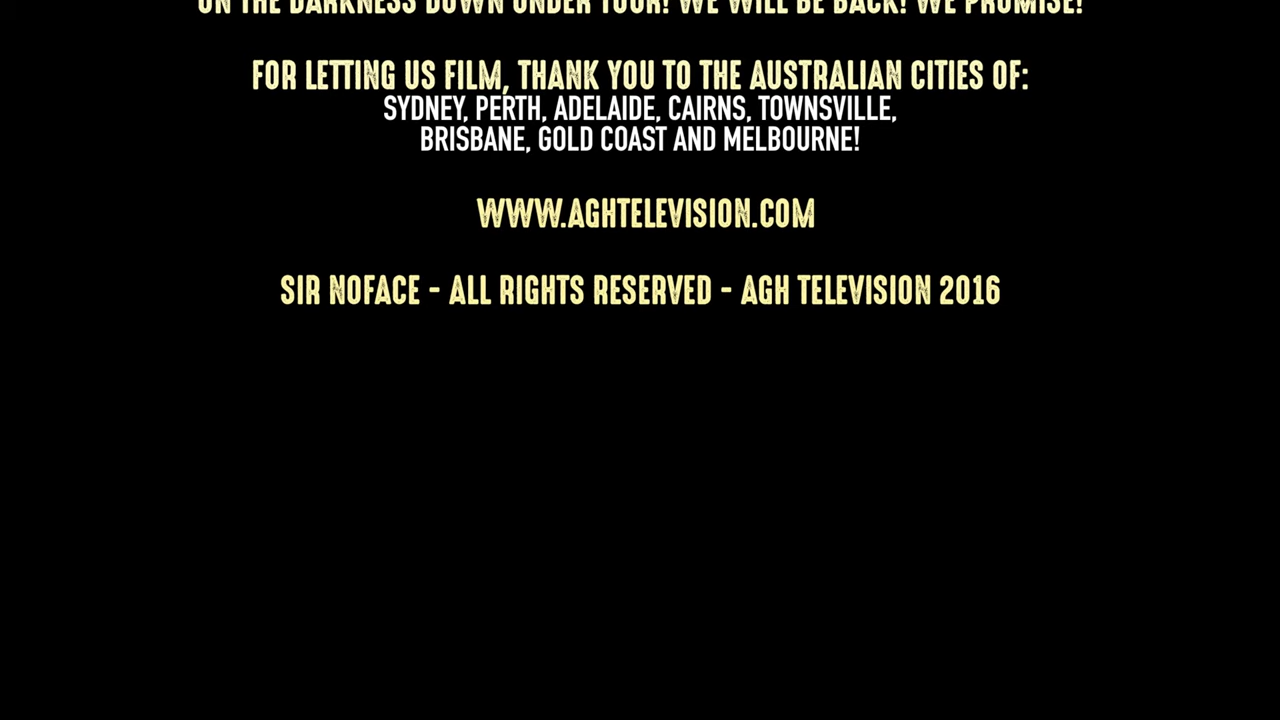 ON THE DARKNESS DOWN UNDER TOUR! WE WILL BE BACK! WE PROMISE!
FOR LETTING US FILM, THANK YOU TO THE AUSTRALIAN CITIES OF:
SYDNEY, PERTH, ADELAIDE, CAIRNS, TOWNSVILLE,
BRISBANE, GOLD COAST AND MELBOURNE!
WWW.AGHTELEVISION.COM
SIR NOFACE - ALL RIGHTS RESERVED - AGH TELEVISION 2016